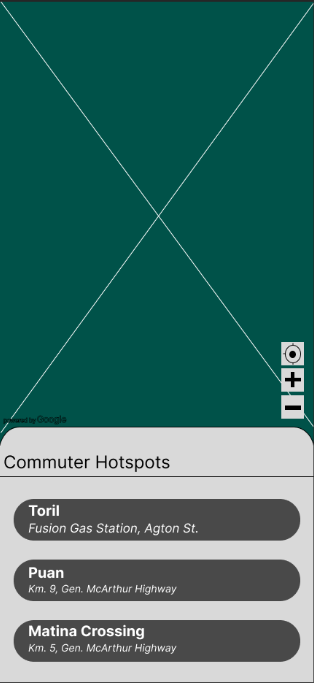 powered by Google
Commuter Hotspots
Toril
Fusion Gas Station, Agton St.
Puan
Km. 9, Gen. McArthur Highway
Matina Crossing
Km. 5, Gen. McArthur Highway